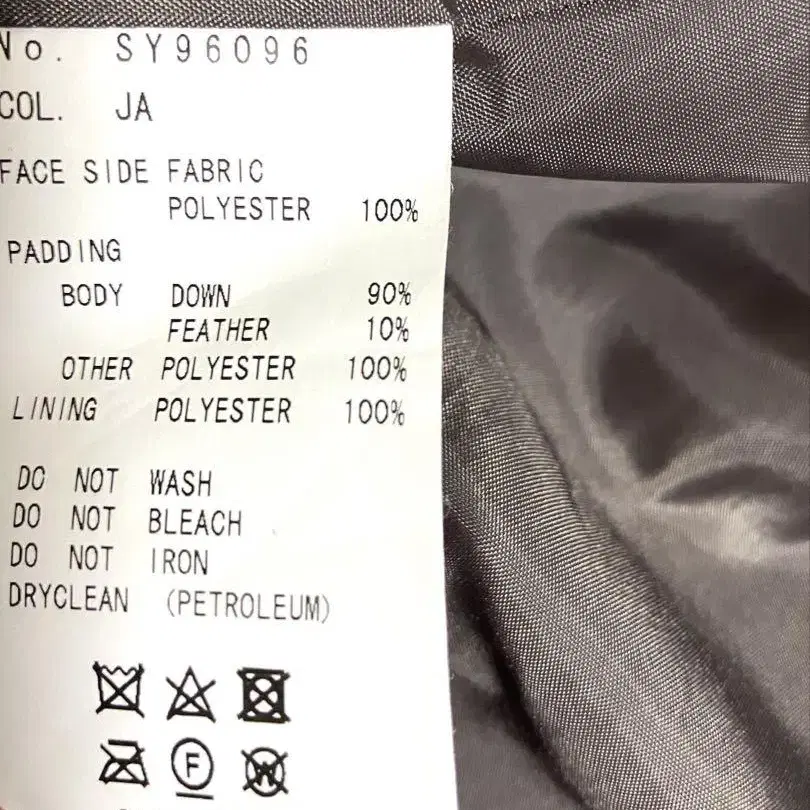 No. SY96096
COL. JA
FACE SIDE FABRIC
POLYESTER 100%
PADDING
BODY DOWN 90%
FEATHER 10%
OTHER POLYESTER 100%
LINING POLYESTER 100%
DO NOT WASH
DO NOT BLEACH
DO NOT IRON
DRYCLEAN (PETROLEUM)
F W